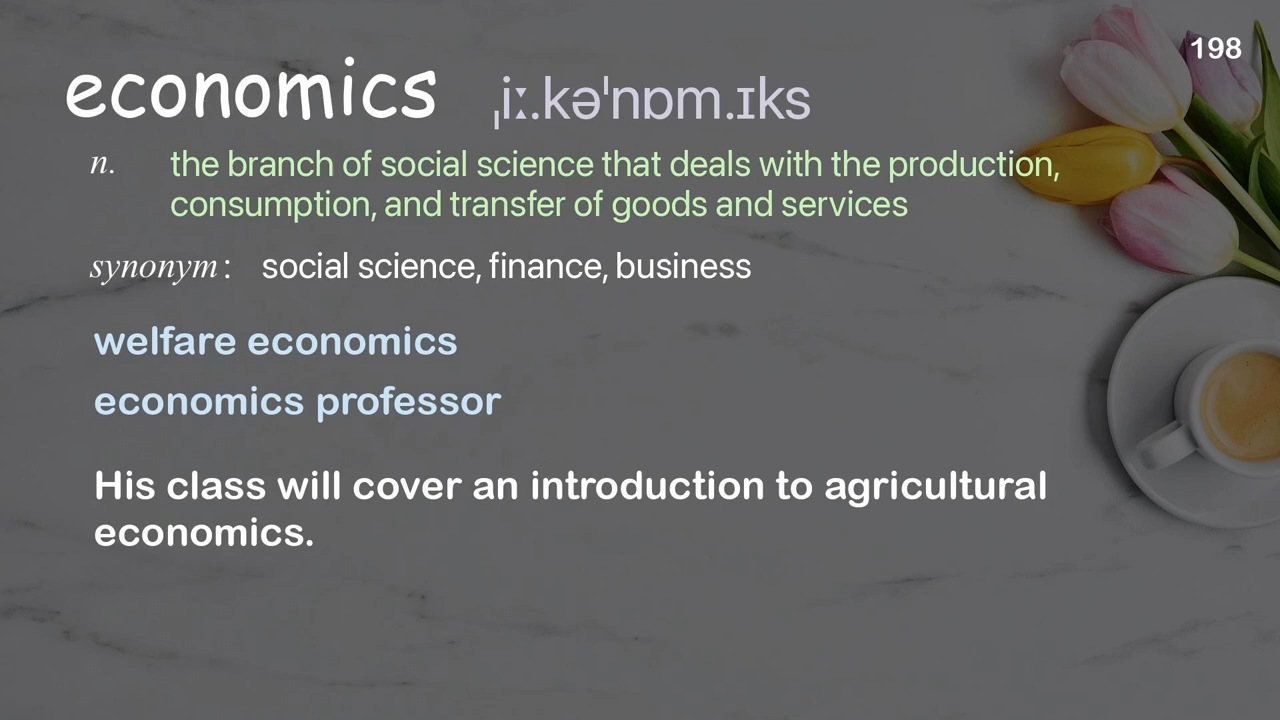 198
economics ˌiː.kəˈnɒm.ɪks
n. the branch of social science that deals with the production,
consumption, and transfer of goods and services
synonym: social science, finance, business
welfare economics
economics professor
His class will cover an introduction to agricultural
economics.